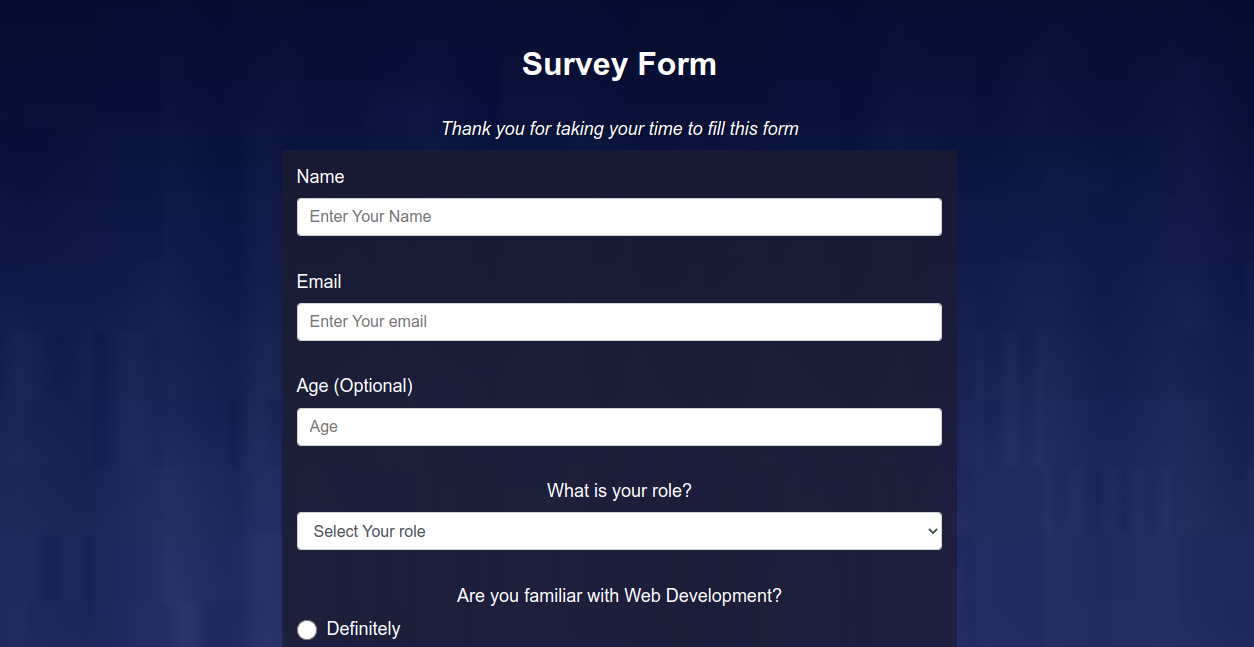 Survey Form
Thank you for taking your time to fill this form
Name
Enter Your Name
Email
Enter Your email
Age (Optional)
Age
What is your role?
Select Your role
Are you familiar with Web Development?
Definitely